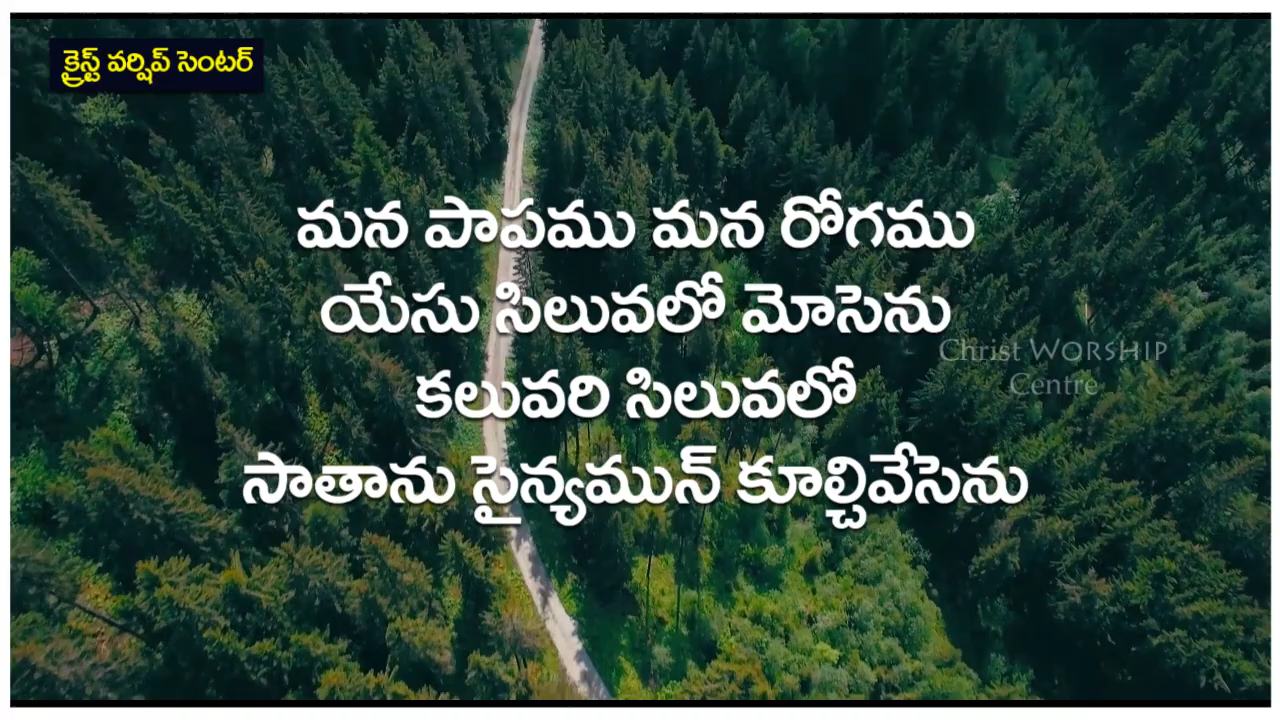 క్రైస్ట్ వర్షిప్ సెంటర్
మన పాపము మన రోగము
యేసు సిలువలో మోసెను
Christ WORSHIP
Centre
కలువరి సిలువలో
సాతాను సైన్యమున్ కూల్చివేసెను